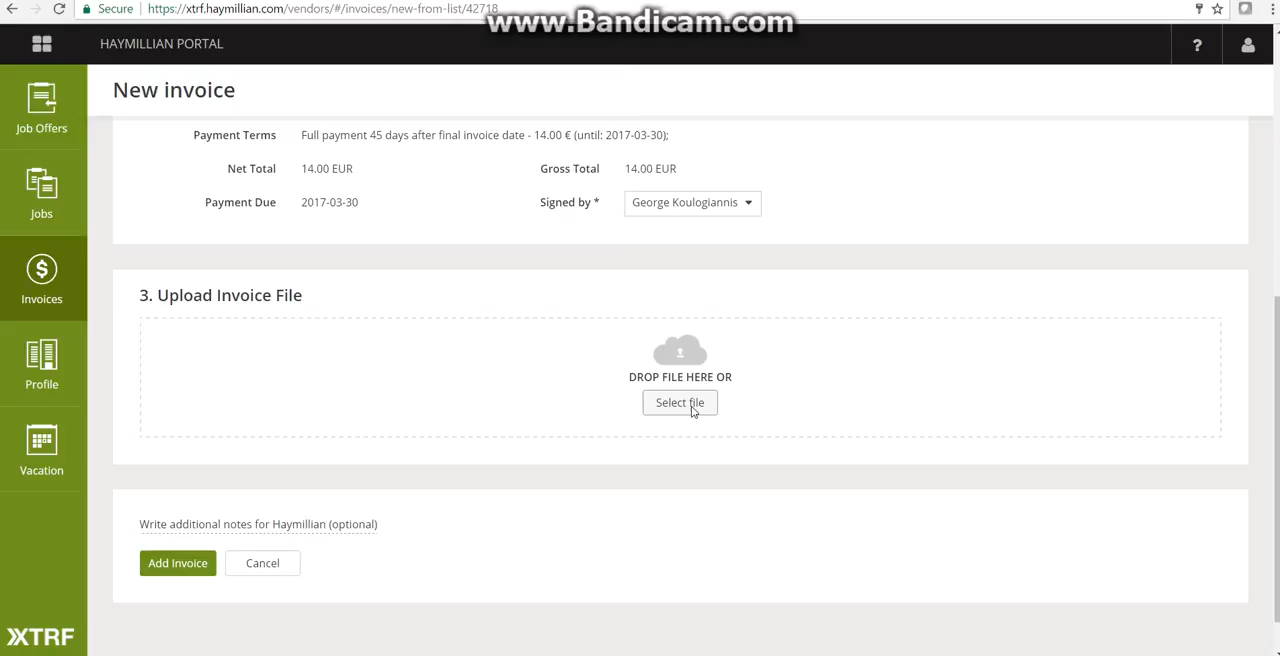 Secure https://xtrf.haymillian.com/vendors/#/invoices/new-from-list/42718
www.Bandicam.com
HAYMILLIAN PORTAL ?
New invoice
Job Offers
Jobs
Invoices
Profile
Vacation
XTRF
Payment Terms Full payment 45 days after final invoice date - 14.00 € (until: 2017-03-30);
Net Total 14.00 EUR Gross Total 14.00 EUR
Payment Due 2017-03-30 Signed by * George Koulogiannis
3. Upload Invoice File
DROP FILE HERE OR
Select file
Write additional notes for Haymillian (optional)
Add Invoice Cancel